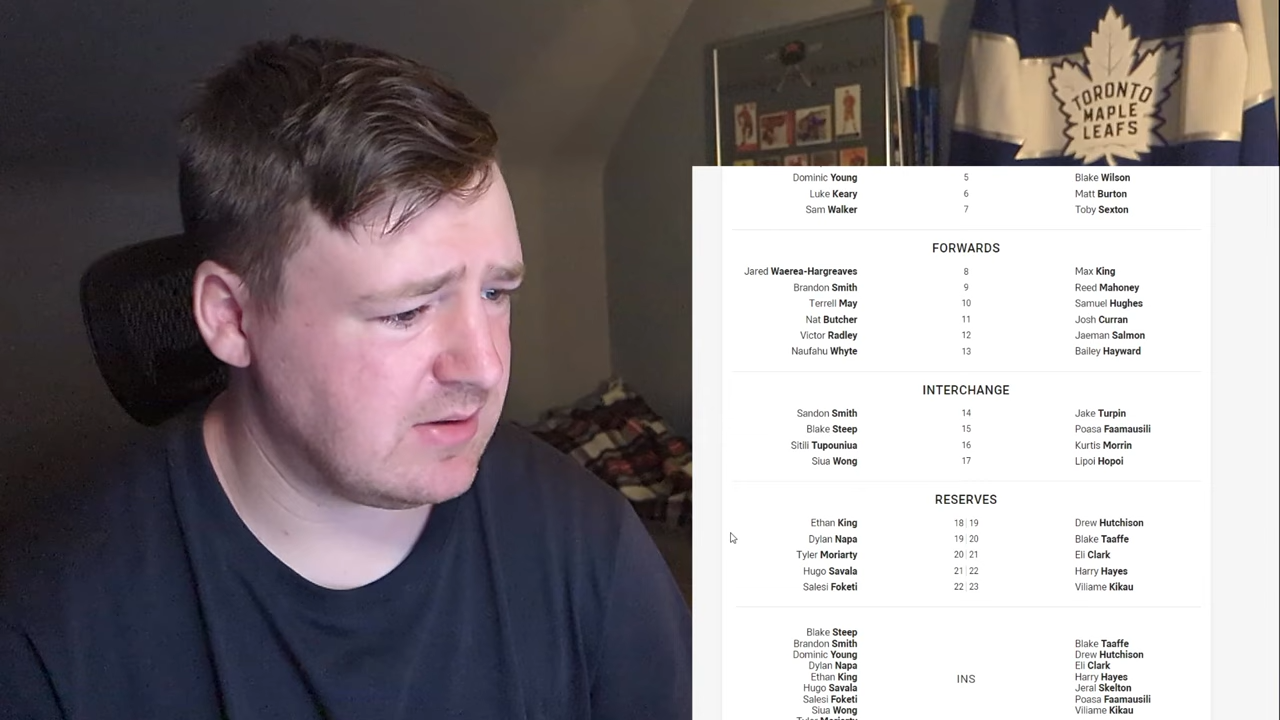 TORONTO
MAPLE
LEAFS
Dominic Young 5 Blake Wilson
Luke Keary 6 Matt Burton
Sam Walker 7 Toby Sexton
FORWARDS
Jared Waerea-Hargreaves 8 Max King
Brandon Smith 9 Reed Mahoney
Terrell May 10 Samuel Hughes
Nat Butcher 11 Josh Curran
Victor Radley 12 Jaeman Salmon
Naufahu Whyte 13 Bailey Hayward
INTERCHANGE
Sandon Smith 14 Jake Turpin
Blake Steep 15 Poasa Faamausili
Sitili Tupouniua 16 Kurtis Morrin
Siua Wong 17 Lipoi Hopoi
RESERVES
Ethan King 18 | 19 Drew Hutchison
Dylan Napa 19 | 20 Blake Taaffe
Tyler Moriarty 20 | 21 Eli Clark
Hugo Savala 21 | 22 Harry Hayes
Salesi Foketi 22 | 23 Viliame Kikau
Blake Steep
Brandon Smith Blake Taaffe
Dominic Young Drew Hutchison
Dylan Napa Eli Clark
Ethan King INS Harry Hayes
Hugo Savala Jeral Skelton
Salesi Foketi Poasa Faamausili
Siua Wong Viliame Kikau
Tyler Moriarty